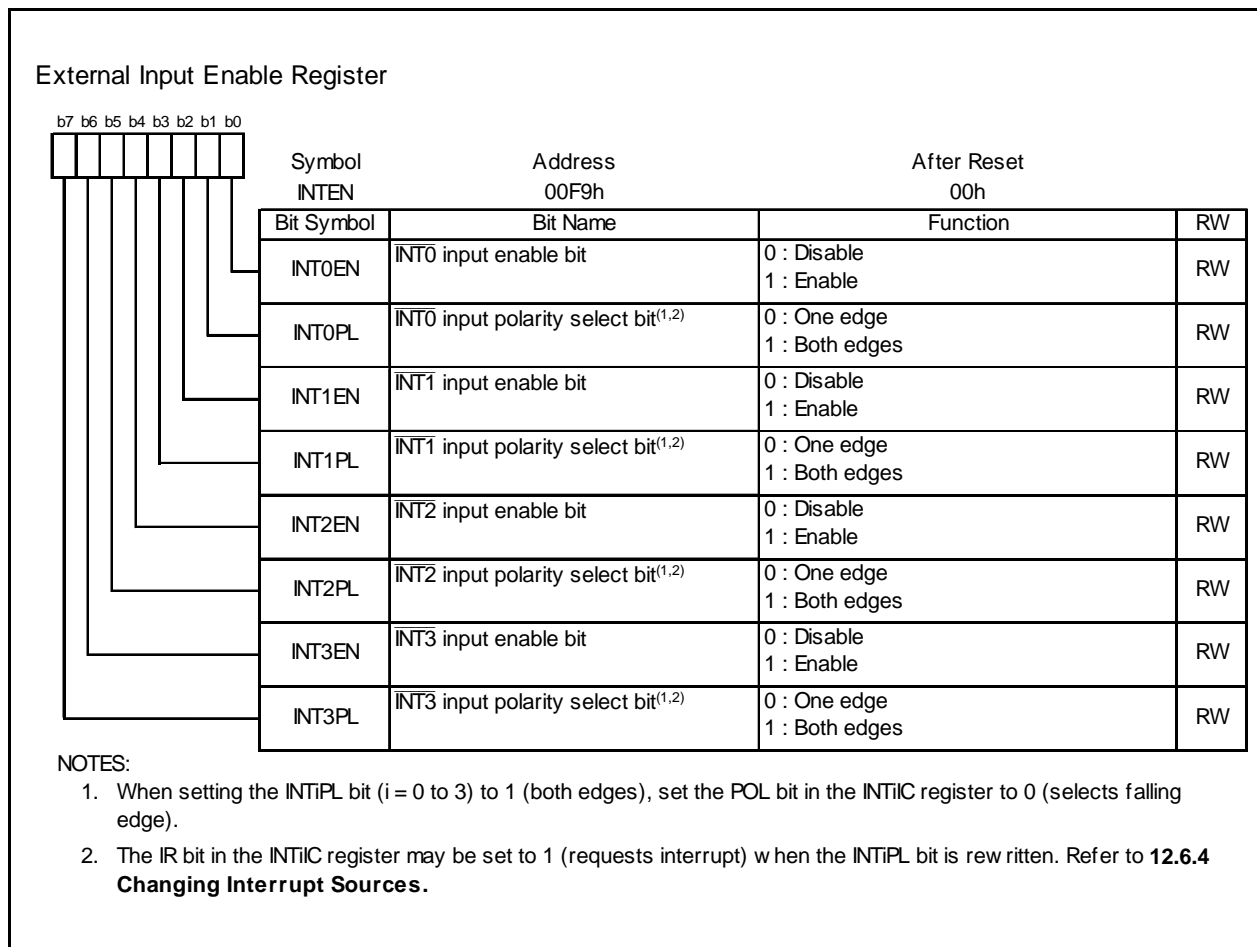 External Input Enable Register
b7 b6 b5 b4 b3 b2 b1 b0
Symbol Address After Reset
INTEN 00F9h 00h
Bit Symbol Bit Name Function RW
INT0EN INT0 input enable bit 0 : Disable
1 : Enable RW
INT0PL INT0 input polarity select bit(1,2) 0 : One edge
1 : Both edges RW
INT1EN INT1 input enable bit 0 : Disable
1 : Enable RW
INT1PL INT1 input polarity select bit(1,2) 0 : One edge
1 : Both edges RW
INT2EN INT2 input enable bit 0 : Disable
1 : Enable RW
INT2PL INT2 input polarity select bit(1,2) 0 : One edge
1 : Both edges RW
INT3EN INT3 input enable bit 0 : Disable
1 : Enable RW
INT3PL INT3 input polarity select bit(1,2) 0 : One edge
1 : Both edges RW
NOTES:
1. When setting the INTiPL bit (i = 0 to 3) to 1 (both edges), set the POL bit in the INTiIC register to 0 (selects falling
edge).
2. The IR bit in the INTiIC register may be set to 1 (requests interrupt) when the INTiPL bit is rewritten. Refer to 12.6.4
Changing Interrupt Sources.